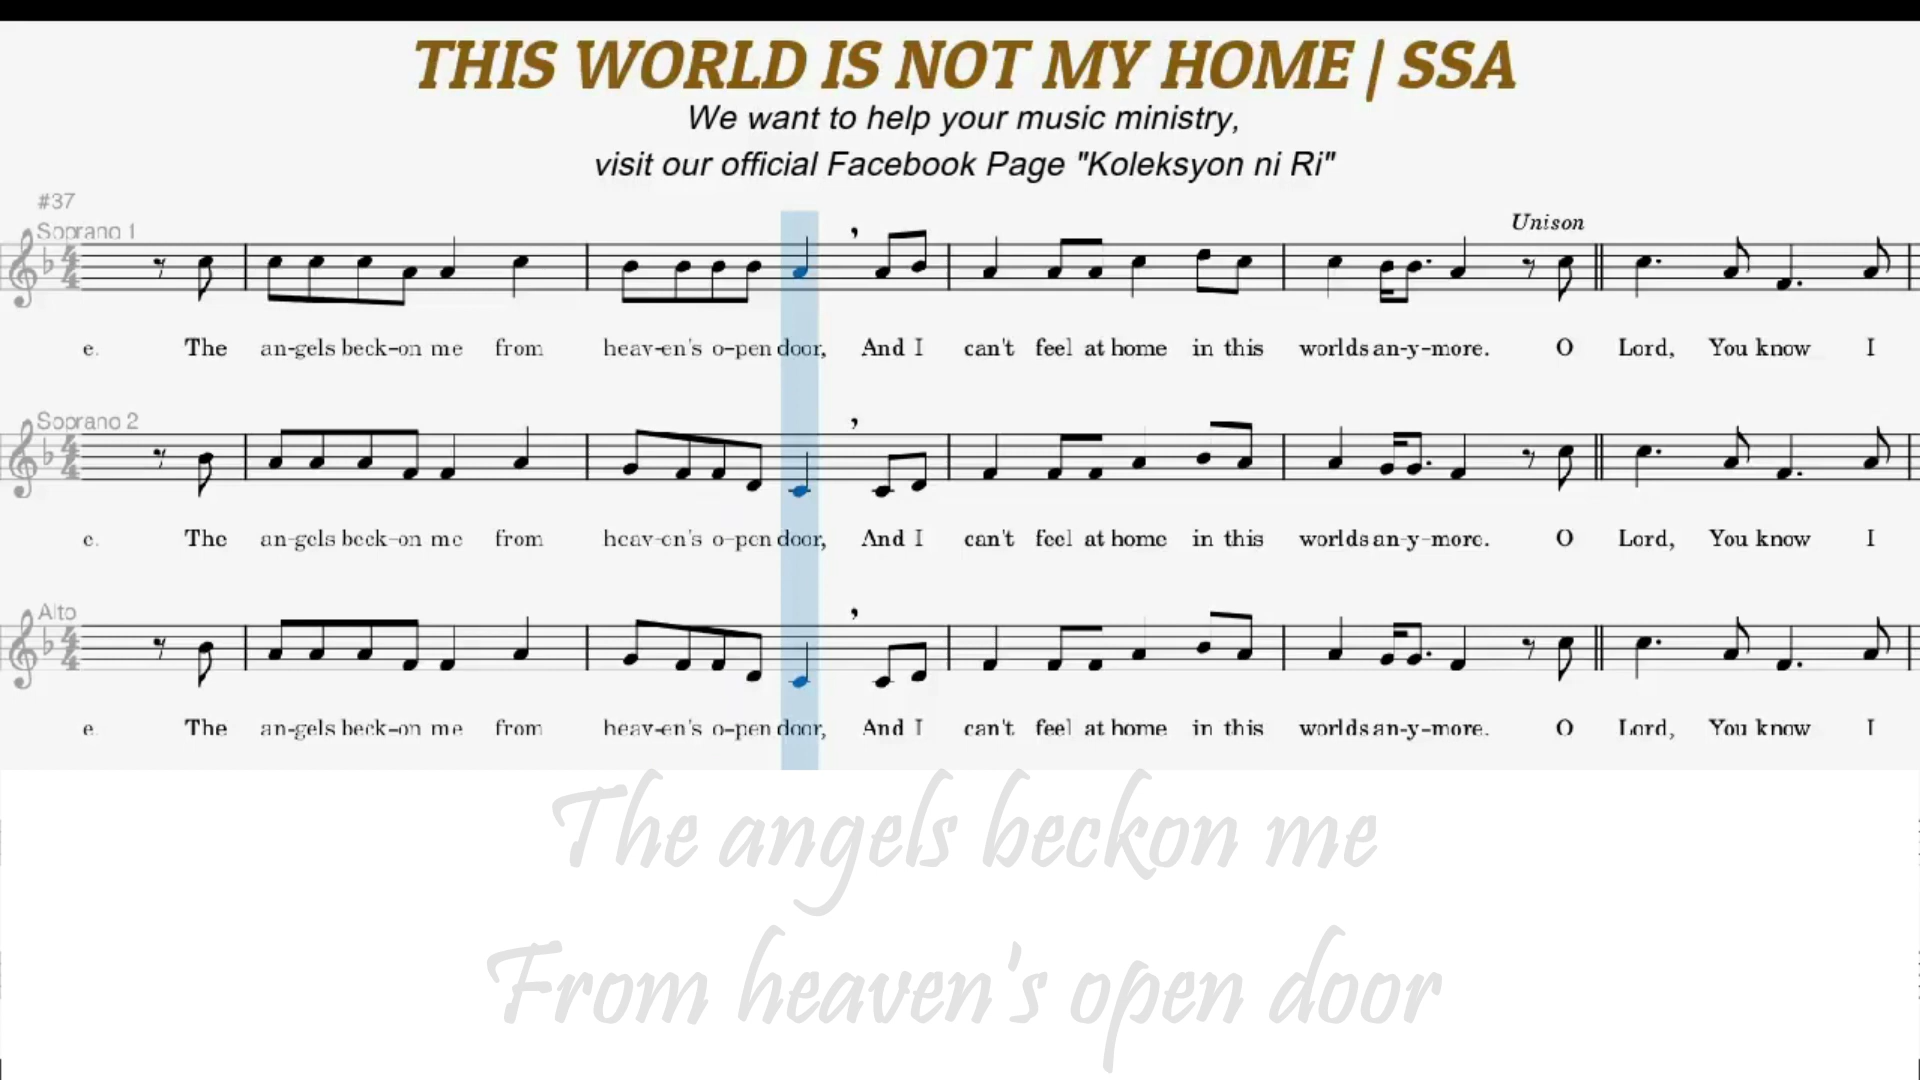 THIS WORLD IS NOT MY HOME | SSA
We want to help your music ministry,
visit our official Facebook Page "Koleksyon ni Ri"
#37
Unison
Soprano 1
e. The an-gels beck-on me from heav-en's o-pen door, And I can't feel at home in this worlds an-y-more. O Lord, You know I
Soprano 2
e. The an-gels beck-on me from heav-en's o-pen door, And I can't feel at home in this worlds an-y-more. O Lord, You know I
Alto
e. The an-gels beck-on me from heav-en's o-pen door, And I can't feel at home in this worlds an-y-more. O Lord, You know I
The angels beckon me
From heaven's open door